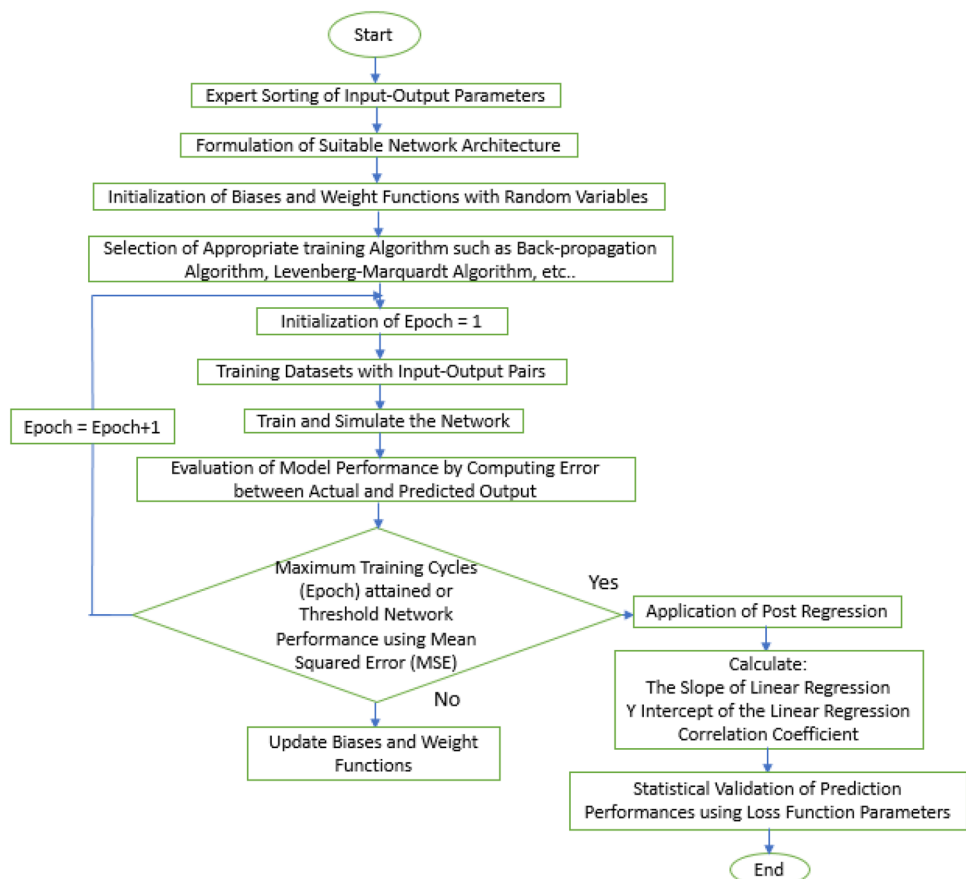 Start
Expert Sorting of Input-Output Parameters
Formulation of Suitable Network Architecture
Initialization of Biases and Weight Functions with Random Variables
Selection of Appropriate training Algorithm such as Back-propagation
Algorithm, Levenberg-Marquardt Algorithm, etc..
Initialization of Epoch = 1
Training Datasets with Input-Output Pairs
Train and Simulate the Network
Epoch = Epoch+1
Evaluation of Model Performance by Computing Error
between Actual and Predicted Output
Maximum Training Cycles
(Epoch) attained or
Threshold Network
Performance using Mean
Squared Error (MSE)
Yes
No
Update Biases and Weight
Functions
Application of Post Regression
Calculate:
The Slope of Linear Regression
Y Intercept of the Linear Regression
Correlation Coefficient
Statistical Validation of Prediction
Performances using Loss Function Parameters
End